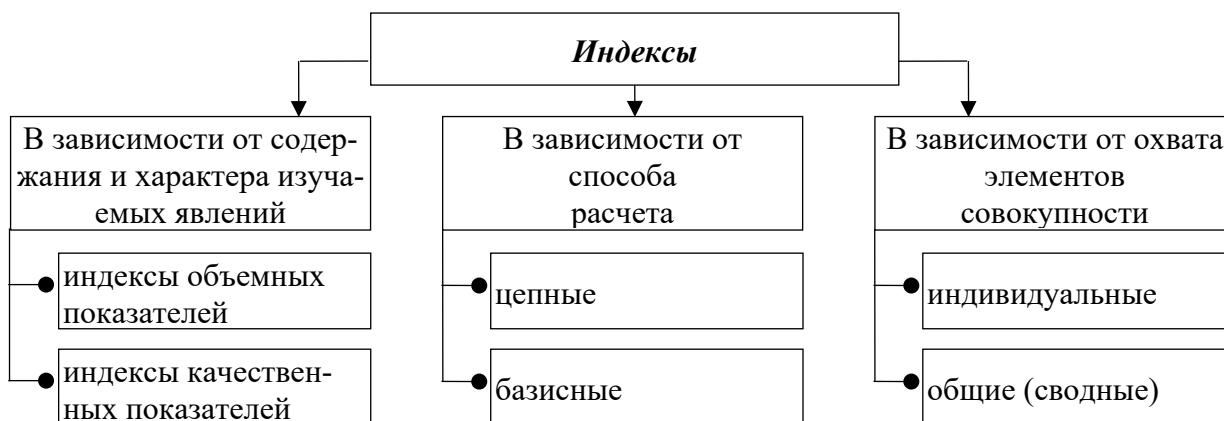 Индексы
В зависимости от содер-
жания и характера изуча-
емых явлений
индексы объемных
показателей
индексы качествен-
ных показателей
В зависимости от
способа
расчета
цепные
базисные
В зависимости от охвата
элементов
совокупности
индивидуальные
общие (сводные)